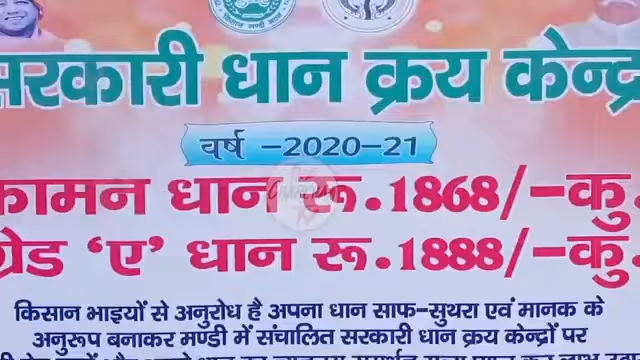 सरकारी धान क्रय केन्द्र
वर्ष -2020-21
कामन धान रू.1868/-कु.
ग्रेड ‘ए’ धान रू.1888/-कु.
किसान भाइयों से अनुरोध है अपना धान साफ-सुथरा एवं मानक के
अनुरूप बनाकर मण्डी में संचालित सरकारी धान क्रय केन्द्रों पर